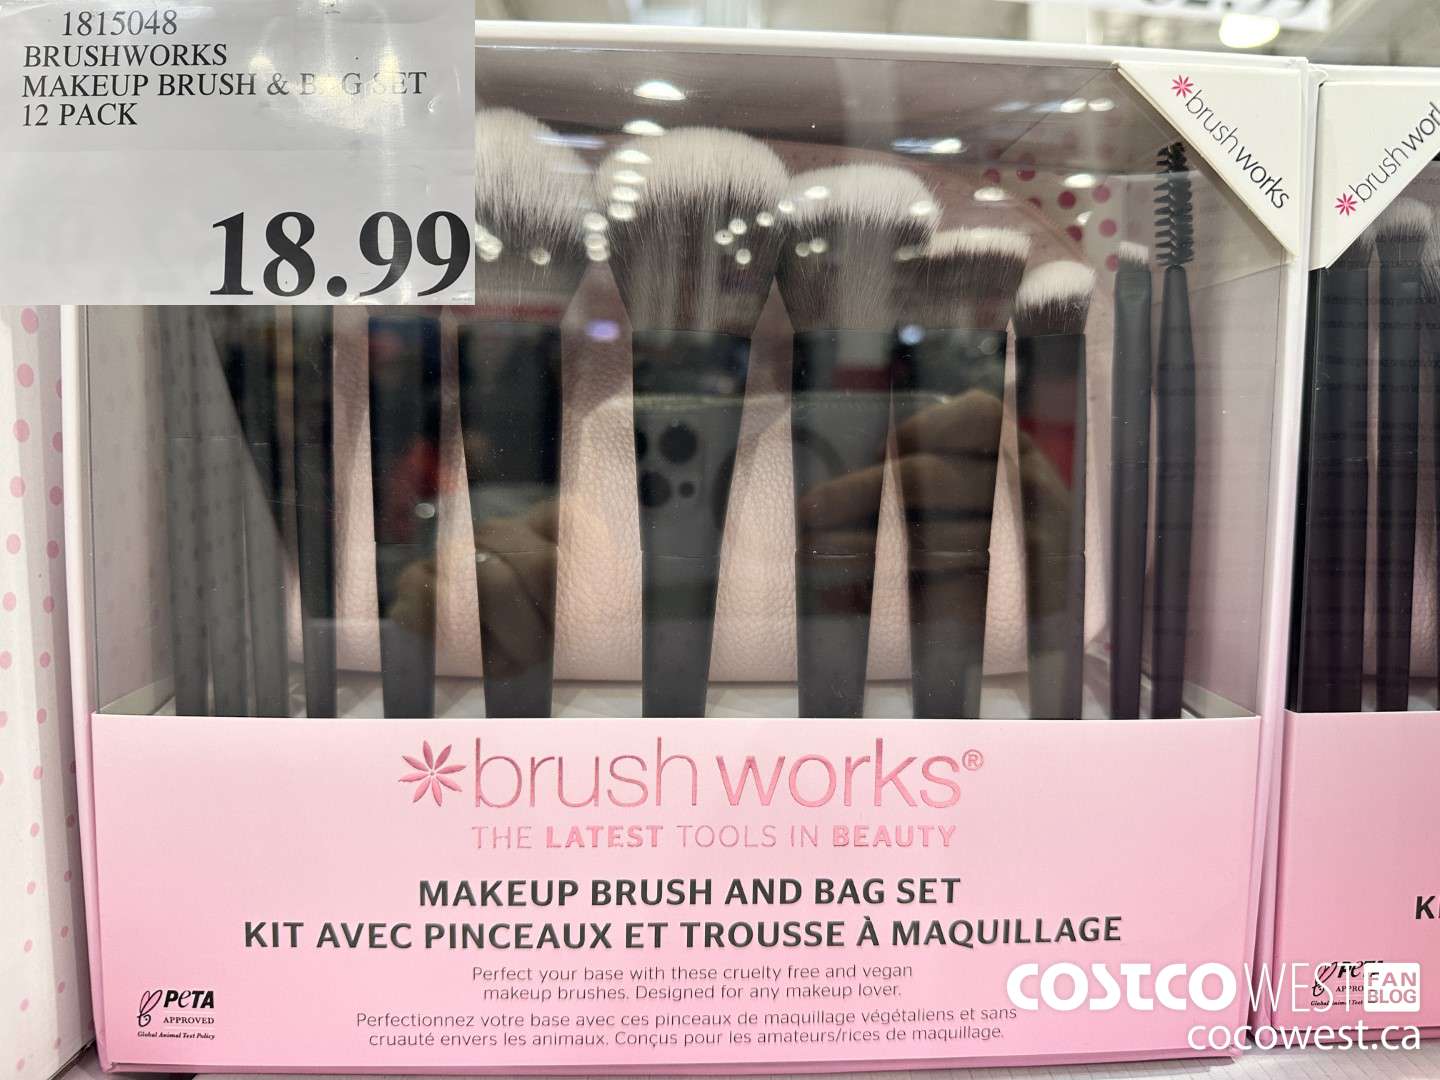 1815048
BRUSHWORKS
MAKEUP BRUSH & BAG SET
12 PACK
18.99
brushworks
brushwor
brushworks®
THE LATEST TOOLS IN BEAUTY
MAKEUP BRUSH AND BAG SET
KIT AVEC PINCEAUX ET TROUSSE À MAQUILLAGE
Perfect your base with these cruelty free and vegan
makeup brushes. Designed for any makeup lover.
Perfectionnez votre base avec ces pinceaux de maquillage végétaliens et sans
cruauté envers les animaux. Conçus pour les amateurs/rices de maquillage.
PETA
APPROVED
Global Animal Test Policy
COSTCO WEST FAN BLOG
cocowest.ca